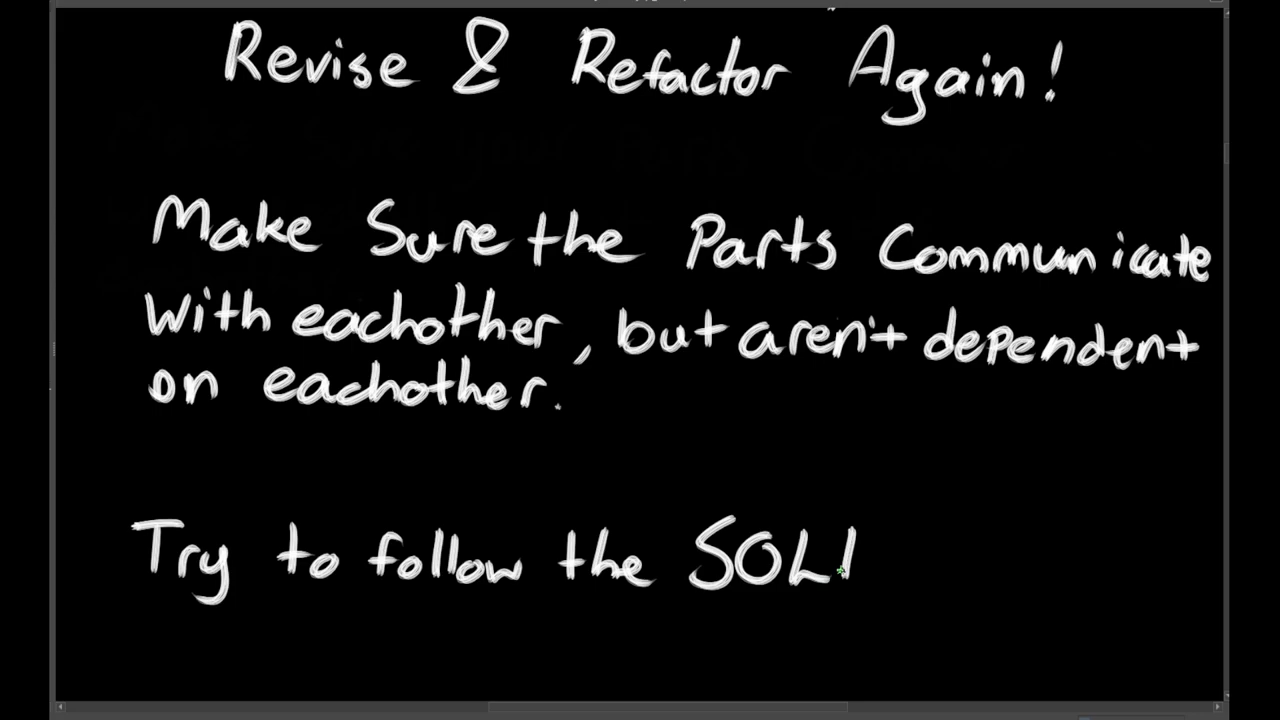 Revise & Refactor Again!
Make Sure the Parts Communicate
with eachother, but aren't dependent
on eachother.
Try to follow the SOLI